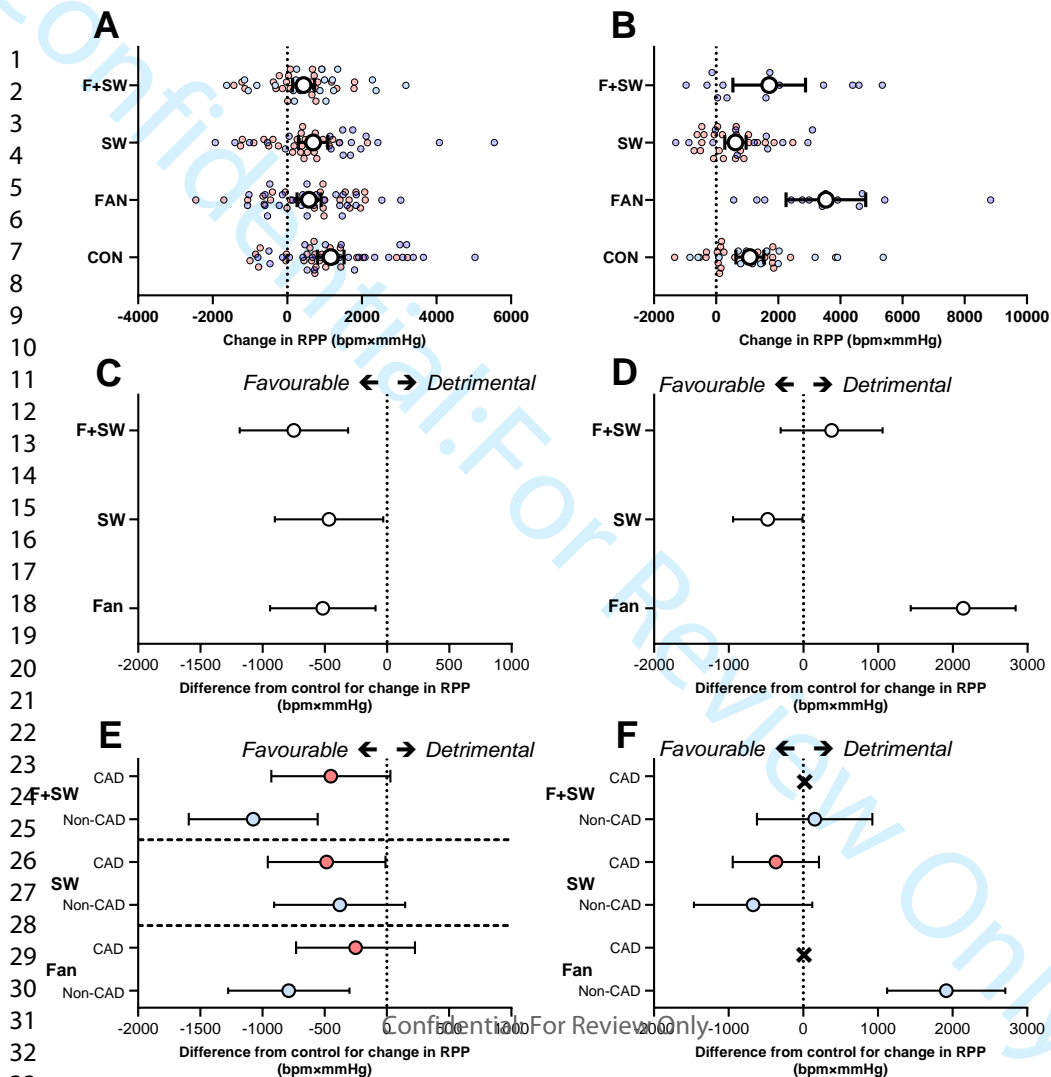 A
B
1
2
3
4
5
6
7
8
9
10
11
12
13
14
15
16
17
18
19
20
21
22
23
24
25
26
27
28
29
30
31
32
F+SW
SW
FAN
CON
-4000 -2000 0 2000 4000 6000
Change in RPP (bpm×mmHg)
F+SW
SW
FAN
CON
-2000 0 2000 4000 6000 8000 10000
Change in RPP (bpm×mmHg)
C
Favourable ← → Detrimental
F+SW
SW
Fan
-2000 -1500 -1000 -500 0 500 1000
Difference from control for change in RPP
(bpm×mmHg)
D
Favourable ← → Detrimental
F+SW
SW
Fan
-2000 -1000 0 1000 2000 3000
Difference from control for change in RPP
(bpm×mmHg)
E
Favourable ← → Detrimental
F+SW
CAD
Non-CAD
SW
CAD
Non-CAD
Fan
CAD
Non-CAD
-2000 -1500 -1000 -500 0 500 1000
Difference from control for change in RPP
(bpm×mmHg)
F
Favourable ← → Detrimental
F+SW
CAD
Non-CAD
SW
CAD
Non-CAD
Fan
CAD
Non-CAD
-2000 -1000 0 1000 2000 3000
Difference from control for change in RPP
(bpm×mmHg)
Confidential: For Review Only
Confidential: For Review Only